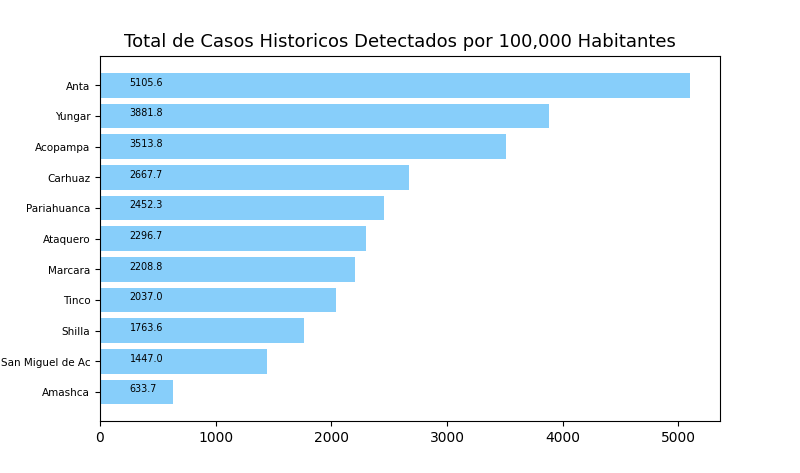 Total de Casos Historicos Detectados por 100,000 Habitantes
Anta 5105.6
Yungar 3881.8
Acopampa 3513.8
Carhuaz 2667.7
Pariahuanca 2452.3
Ataquero 2296.7
Marcara 2208.8
Tinco 2037.0
Shilla 1763.6
San Miguel de Ac 1447.0
Amashca 633.7
0 1000 2000 3000 4000 5000